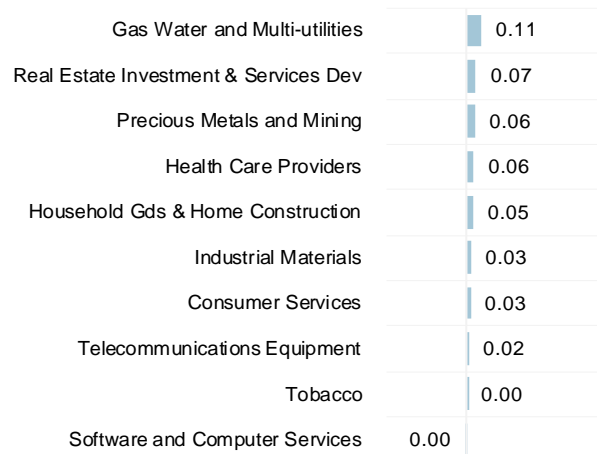 Gas Water and Multi-utilities 0.11
Real Estate Investment & Services Dev 0.07
Precious Metals and Mining 0.06
Health Care Providers 0.06
Household Gds & Home Construction 0.05
Industrial Materials 0.03
Consumer Services 0.03
Telecommunications Equipment 0.02
Tobacco 0.00
Software and Computer Services 0.00